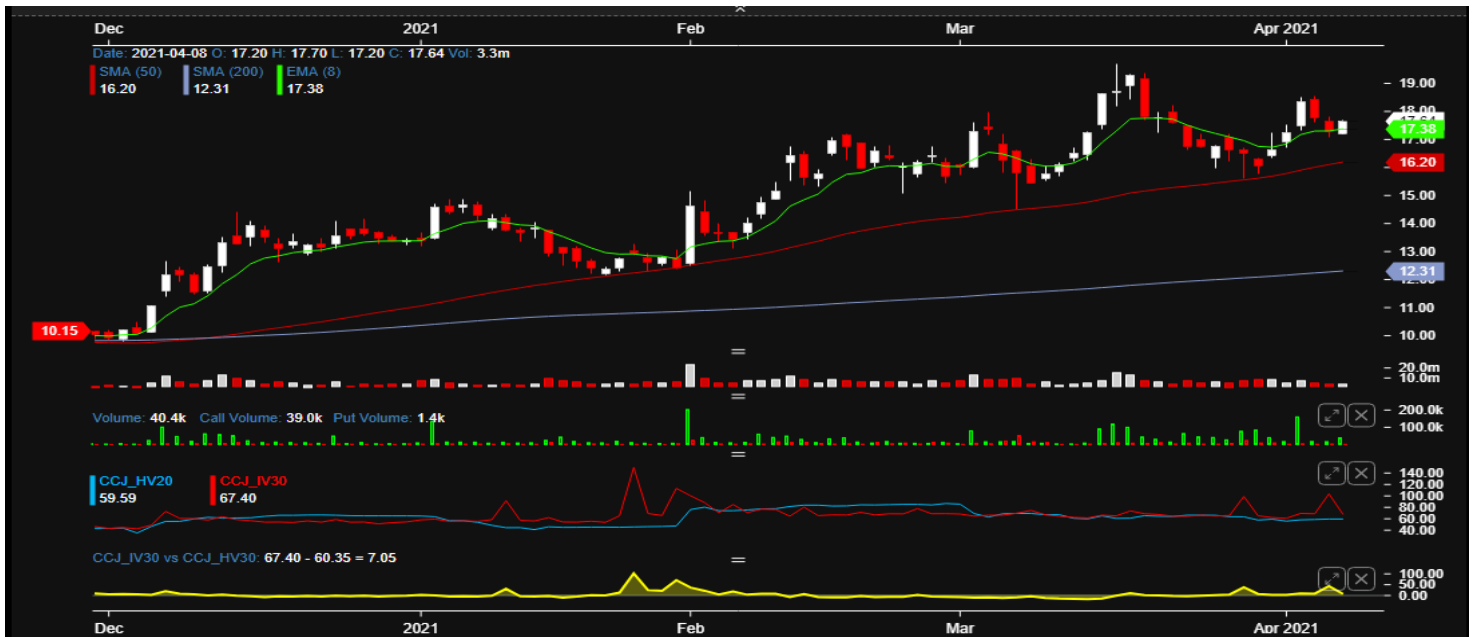 Dec 2021 Feb Mar Apr 2021
Date: 2021-04-08 O: 17.20 H: 17.70 L: 17.20 C: 17.64 Vol: 3.3m
SMA (50) SMA (200) EMA (8)
16.20 12.31 17.38
19.00
18.00
17.64
17.38
17.00
16.20
15.00
14.00
13.00
12.31
12.00
11.00
10.15
10.00
20.0m
10.0m
Volume: 40.4k Call Volume: 39.0k Put Volume: 1.4k
200.0k
100.0k
CCJ_HV20 CCJ_IV30
59.59 67.40
140.00
120.00
100.00
80.00
60.00
40.00
CCJ_IV30 vs CCJ_HV30: 67.40 - 60.35 = 7.05
100.00
50.00
0.00
Dec 2021 Feb Mar Apr 2021